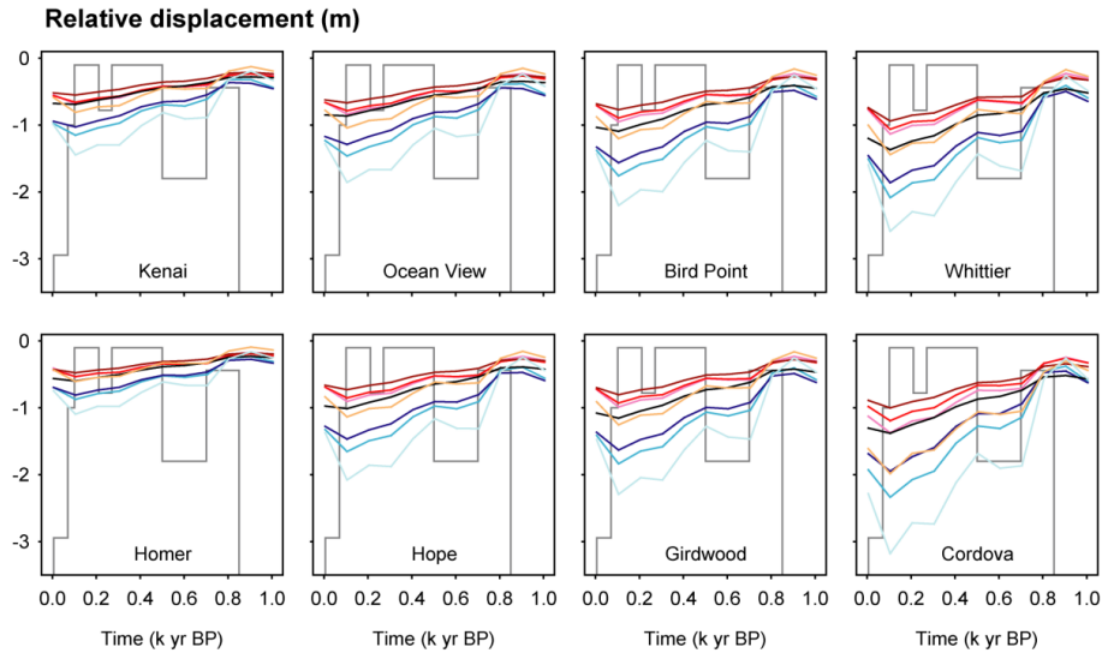 Relative displacement (m)
0
-1
-2
-3
Kenai
Ocean View
Bird Point
Whittier
0
-1
-2
-3
Homer
Hope
Girdwood
Cordova
0.0 0.2 0.4 0.6 0.8 1.0
0.0 0.2 0.4 0.6 0.8 1.0
0.0 0.2 0.4 0.6 0.8 1.0
0.0 0.2 0.4 0.6 0.8 1.0
Time (k yr BP)
Time (k yr BP)
Time (k yr BP)
Time (k yr BP)